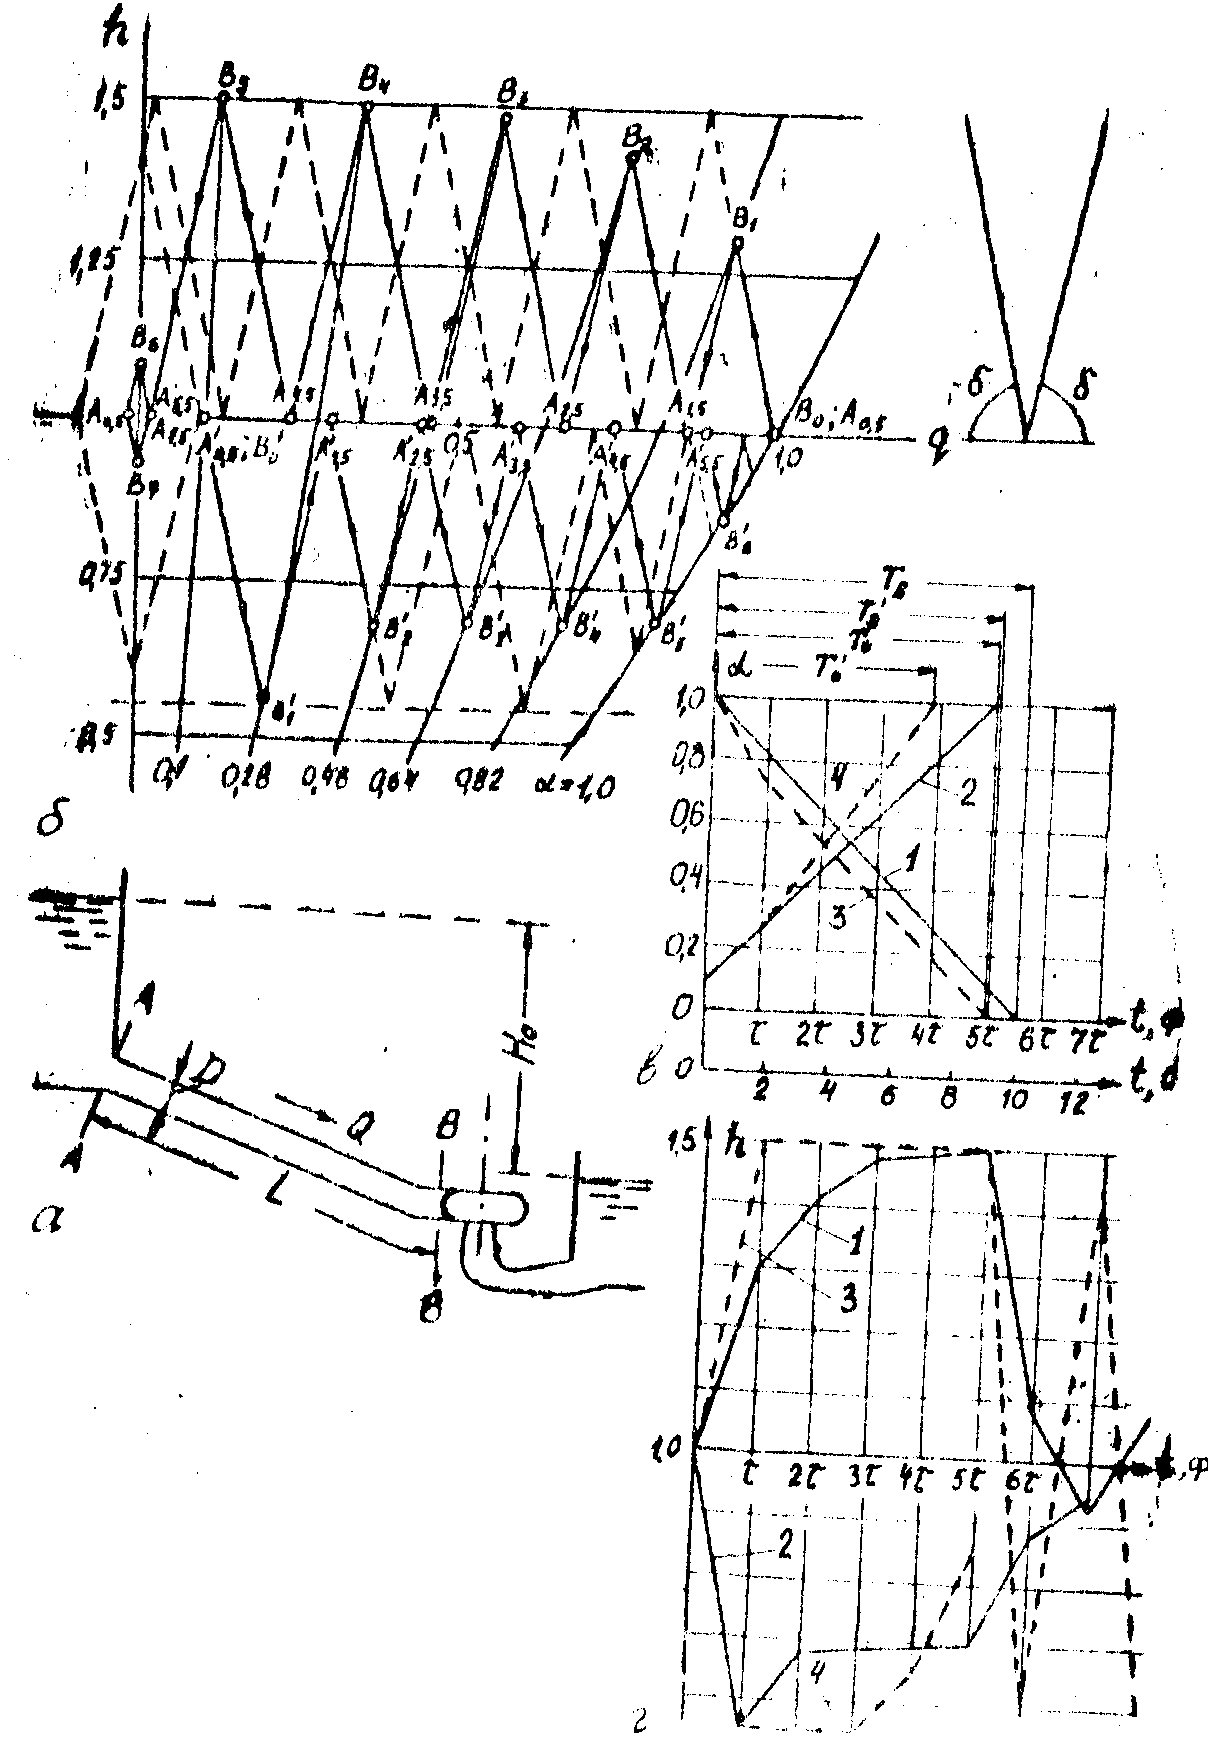 h
1,5
B₅ B₄ B₃ B₂
B₁
1,25
B₆
A₄,₅ A₃,₅ A₂,₅ A₁,₅
B₀; A₀,₅
1,0
q
δ δ
0,5
A'₁,₅ A'₂,₅ A'₃,₅ A'₄,₅ A'₅,₅
B₇
B'₆
0,75
B'₂ B'₃ B'₄ B'₅
B'₁
0,5
0,1 0,28 0,48 0,64 0,82 α=1,0
б
α
1,0
0,8
0,6
0,4
0,2
0
4 2
1
3
τ 2τ 3τ 4τ 5τ 6τ 7τ t, ф
в 0 2 4 6 8 10 12 t, с
A
D
Q
H₀
B
A
L
B
а
1,5 h
1
3
1,0
τ 2τ 3τ 4τ 5τ 6τ t, ф
2
4
г